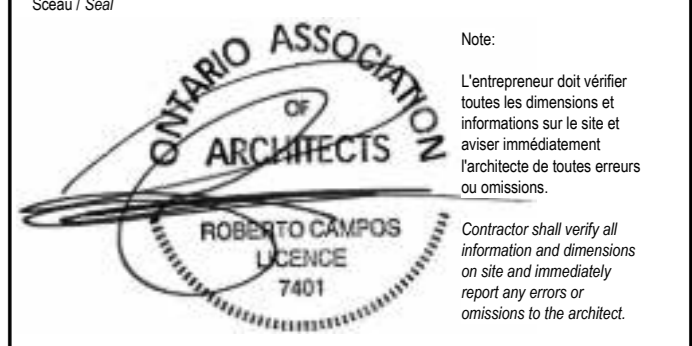 Sceau / Seal
ONTARIO ASSOCIATION
OF
ARCHITECTS
ROBERTO CAMPOS
LICENCE
7401
Note:
L'entrepreneur doit vérifier
toutes les dimensions et
informations sur le site et
aviser immédiatement
l'architecte de toutes erreurs
ou omissions.
Contractor shall verify all
information and dimensions
on site and immediately
report any errors or
omissions to the architect.